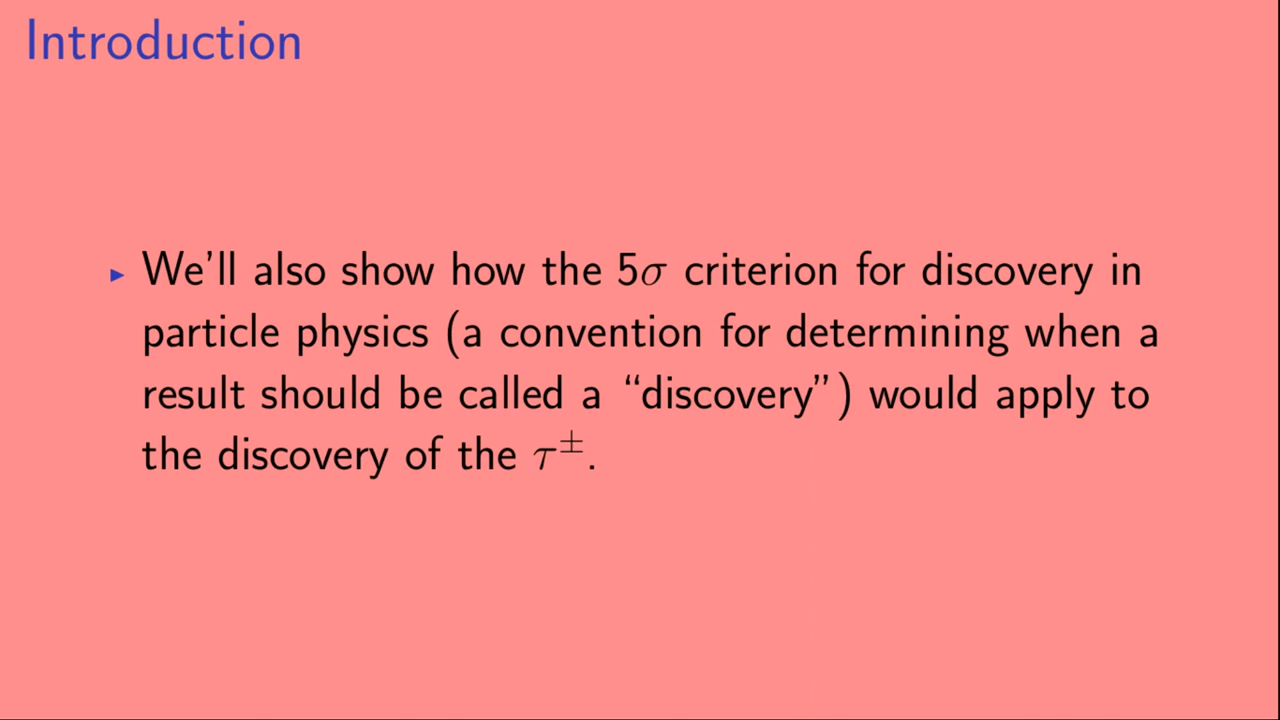 Introduction
▸ We’ll also show how the 5σ criterion for discovery in
particle physics (a convention for determining when a
result should be called a “discovery”) would apply to
the discovery of the τ±.